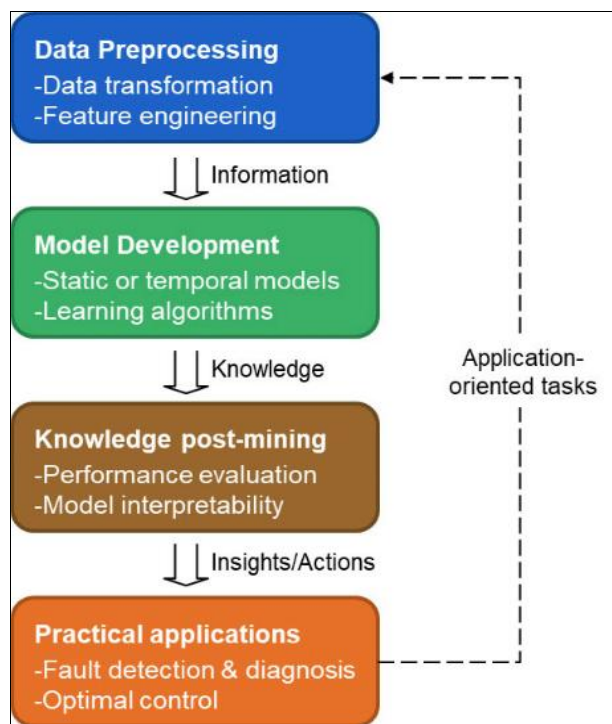 Data Preprocessing
-Data transformation
-Feature engineering
Information
Model Development
-Static or temporal models
-Learning algorithms
Knowledge
Application-
oriented tasks
Knowledge post-mining
-Performance evaluation
-Model interpretability
Insights/Actions
Practical applications
-Fault detection & diagnosis
-Optimal control